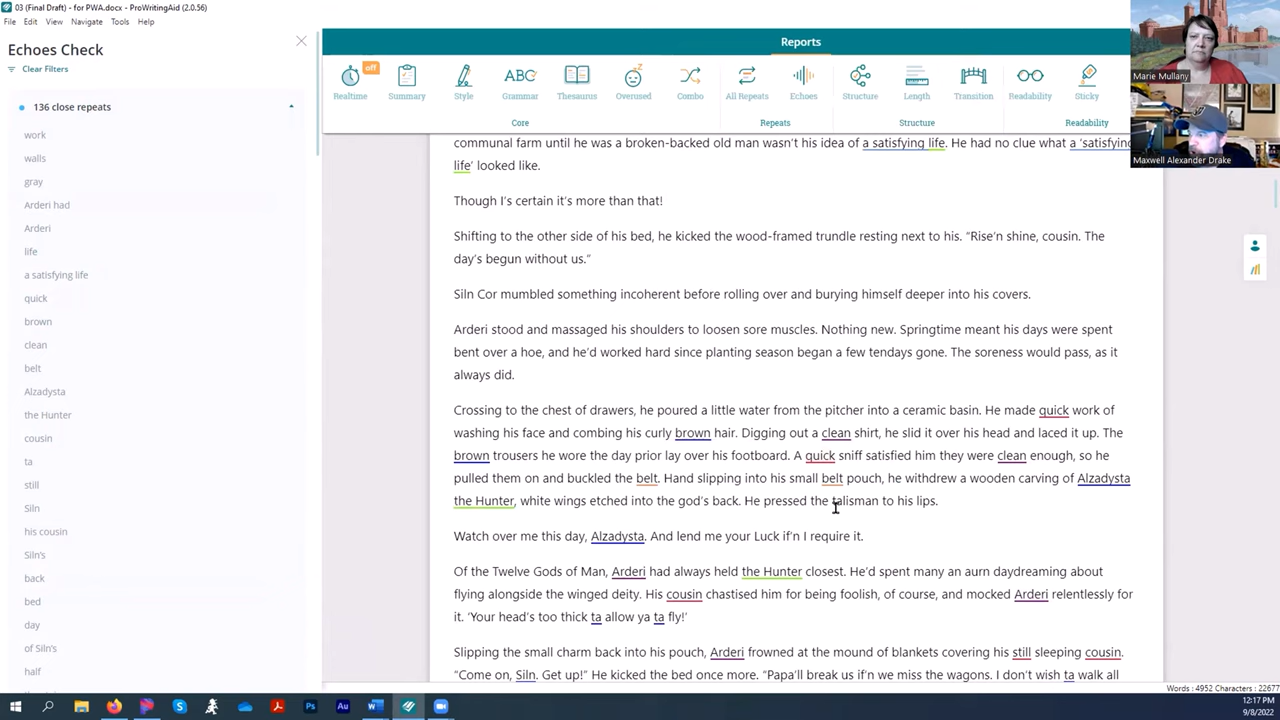 03 (Final Draft) - for PWA.docx - ProWritingAid (2.0.56)
File Edit View Navigate Tools Help
Echoes Check
Clear Filters
136 close repeats
work
walls
gray
Arderi had
Arderi
life
a satisfying life
quick
brown
clean
belt
Alzadysta
the Hunter
cousin
ta
still
Siln
his cousin
Siln's
back
bed
day
of Siln's
half
Reports
off
Realtime Summary Style Grammar Thesaurus Overused Combo All Repeats Echoes Structure Length Transition Readability Sticky
Core Repeats Structure Readability
Marie Mullany
Maxwell Alexander Drake
communal farm until he was a broken-backed old man wasn't his idea of a satisfying life. He had no clue what a 'satisfying
life' looked like.
Though I's certain it's more than that!
Shifting to the other side of his bed, he kicked the wood-framed trundle resting next to his. "Rise'n shine, cousin. The
day's begun without us."
Siln Cor mumbled something incoherent before rolling over and burying himself deeper into his covers.
Arderi stood and massaged his shoulders to loosen sore muscles. Nothing new. Springtime meant his days were spent
bent over a hoe, and he'd worked hard since planting season began a few tendays gone. The soreness would pass, as it
always did.
Crossing to the chest of drawers, he poured a little water from the pitcher into a ceramic basin. He made quick work of
washing his face and combing his curly brown hair. Digging out a clean shirt, he slid it over his head and laced it up. The
brown trousers he wore the day prior lay over his footboard. A quick sniff satisfied him they were clean enough, so he
pulled them on and buckled the belt. Hand slipping into his small belt pouch, he withdrew a wooden carving of Alzadysta
the Hunter, white wings etched into the god's back. He pressed the talisman to his lips.
Watch over me this day, Alzadysta. And lend me your Luck if'n I require it.
Of the Twelve Gods of Man, Arderi had always held the Hunter closest. He'd spent many an aurn daydreaming about
flying alongside the winged deity. His cousin chastised him for being foolish, of course, and mocked Arderi relentlessly for
it. 'Your head's too thick ta allow ya ta fly!'
Slipping the small charm back into his pouch, Arderi frowned at the mound of blankets covering his still sleeping cousin.
"Come on, Siln. Get up!" He kicked the bed once more. "Papa'll break us if'n we miss the wagons. I don't wish ta walk all
Words : 4952 Characters : 22677
12:17 PM
9/8/2022